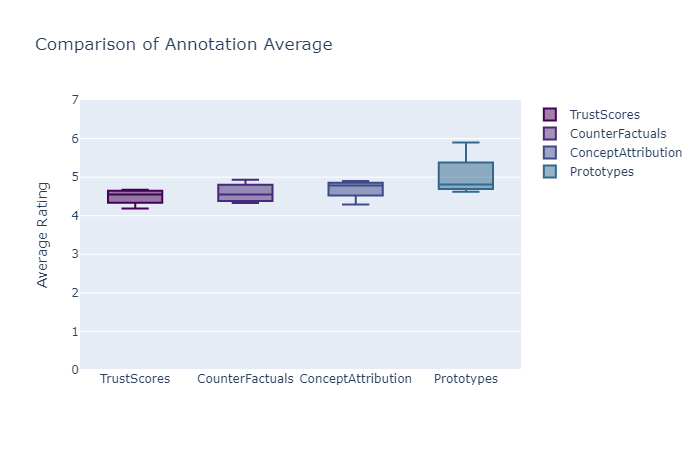 Comparison of Annotation Average
7
6
5
4
3
2
1
0
Average Rating
TrustScores
CounterFactuals
ConceptAttribution
Prototypes
TrustScores
CounterFactuals
ConceptAttribution
Prototypes